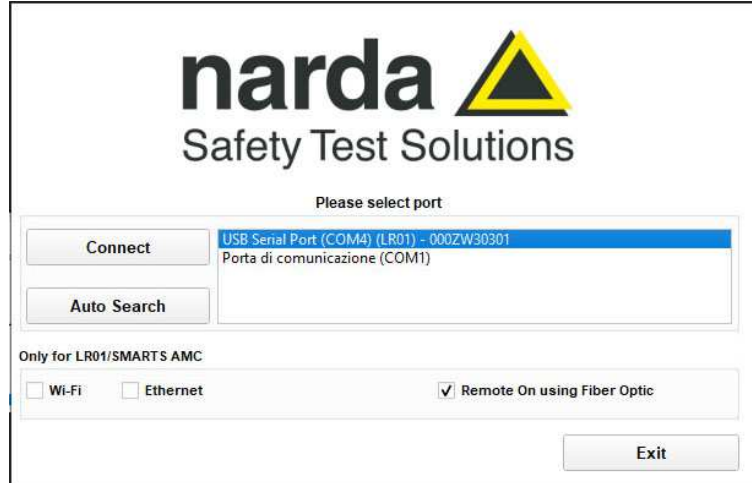 narda
Safety Test Solutions
Please select port
Connect
USB Serial Port (COM4) (LR01) - 000ZW30301
Porta di comunicazione (COM1)
Auto Search
Only for LR01/SMARTS AMC
Wi-Fi Ethernet Remote On using Fiber Optic
Exit